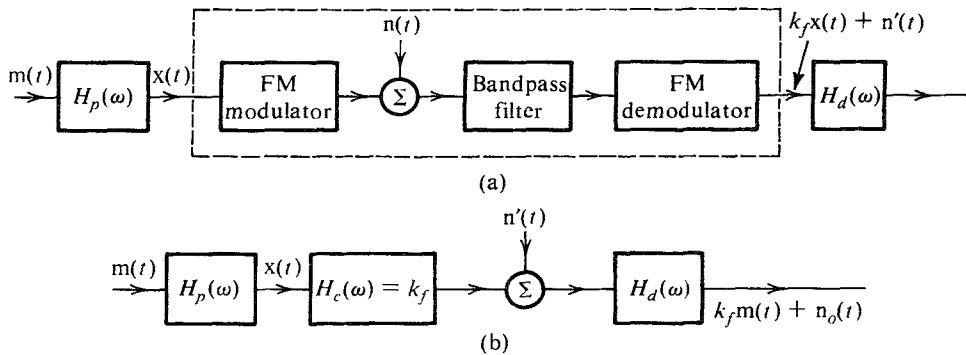 n(t)
k_f x(t) + n'(t)
m(t)
H_p(ω)
x(t)
FM
modulator
Σ
Bandpass
filter
FM
demodulator
H_d(ω)
(a)
n'(t)
m(t)
H_p(ω)
x(t)
H_c(ω) = k_f
Σ
H_d(ω)
k_f m(t) + n_o(t)
(b)